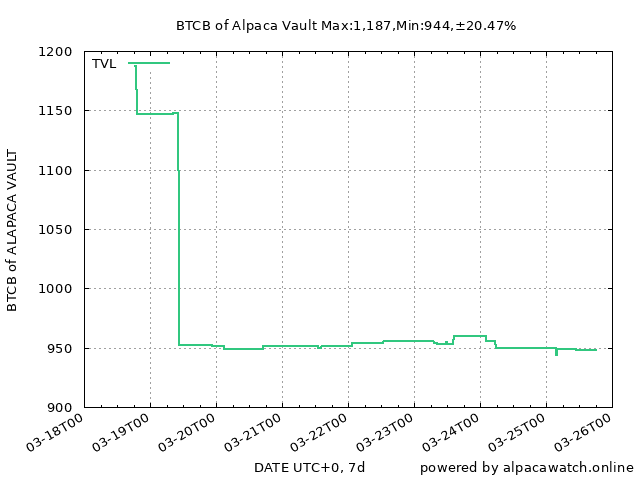 BTCB of Alpaca Vault Max:1,187,Min:944,±20.47%
1200
TVL
1150
1100
1050
1000
950
900
BTCB of ALAPACA VAULT
03-18T00
03-19T00
03-20T00
03-21T00
03-22T00
03-23T00
03-24T00
03-25T00
03-26T00
DATE UTC+0, 7d
powered by alpacawatch.online